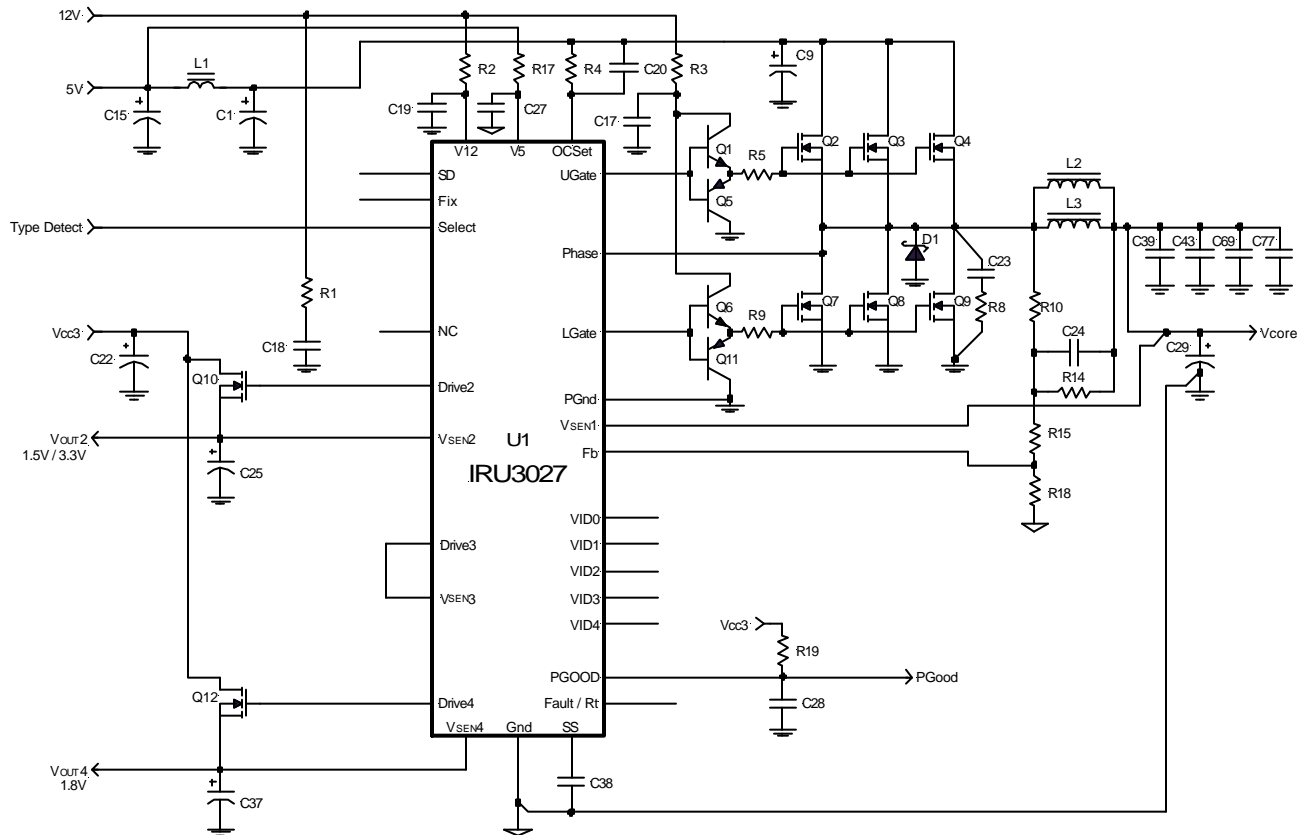 12V
L1
5V
C15
C1
R2
R17
R4
C20
R3
C9
C19
C27
C17
V12
V5
OCSet
SD
Fix
Type Detect
Select
UGate
Q1
Q5
R5
Q2
Q3
Q4
L2
L3
Phase
D1
C23
R8
C39
C43
C69
C77
R1
C18
Vcc3
C22
NC
LGate
Q6
Q11
R9
Q7
Q8
Q9
R10
C24
R14
C29
Vcore
Q10
Drive2
PGnd
VSEN1
VOUT2
1.5V / 3.3V
VSEN2
C25
U1
IRU3027
Fb
R15
R18
VID0
Drive3
VID1
VID2
VSEN3
VID3
VID4
Vcc3
R19
PGOOD
PGood
Q12
Drive4
Fault / Rt
C28
VSEN4
Gnd
SS
VOUT4
1.8V
C37
C38